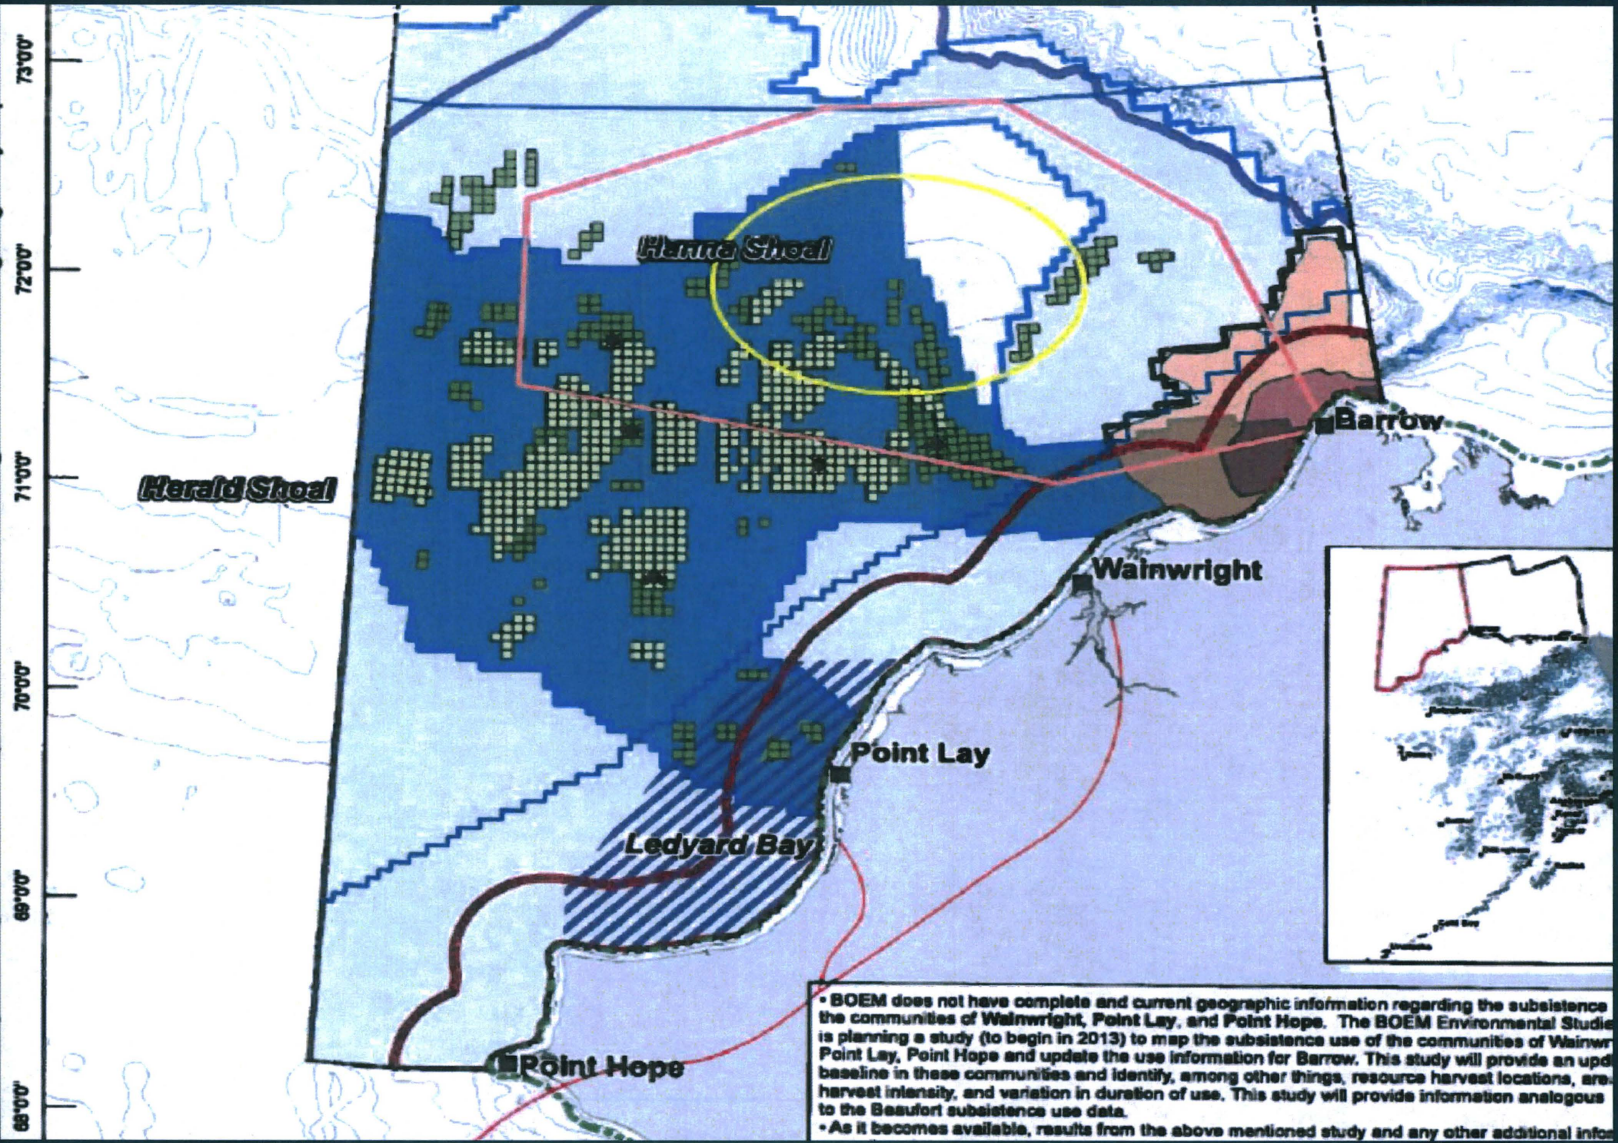 73°0'0"
72°0'0"
71°0'0"
70°0'0"
69°0'0"
68°0'0"
Hanna Shoal
Herald Shoal
Barrow
Wainwright
Point Lay
Ledyard Bay
Point Hope
Cold Bay
• BOEM does not have complete and current geographic information regarding the subsistence
the communities of Wainwright, Point Lay, and Point Hope. The BOEM Environmental Studie
is planning a study (to begin in 2013) to map the subsistence use of the communities of Wainwr
Point Lay, Point Hope and update the use information for Barrow. This study will provide an upd
baseline in these communities and identify, among other things, resource harvest locations, are
harvest intensity, and variation in duration of use. This study will provide information analogous
to the Beaufort subsistence use data.
• As it becomes available, results from the above mentioned study and any other additional infor